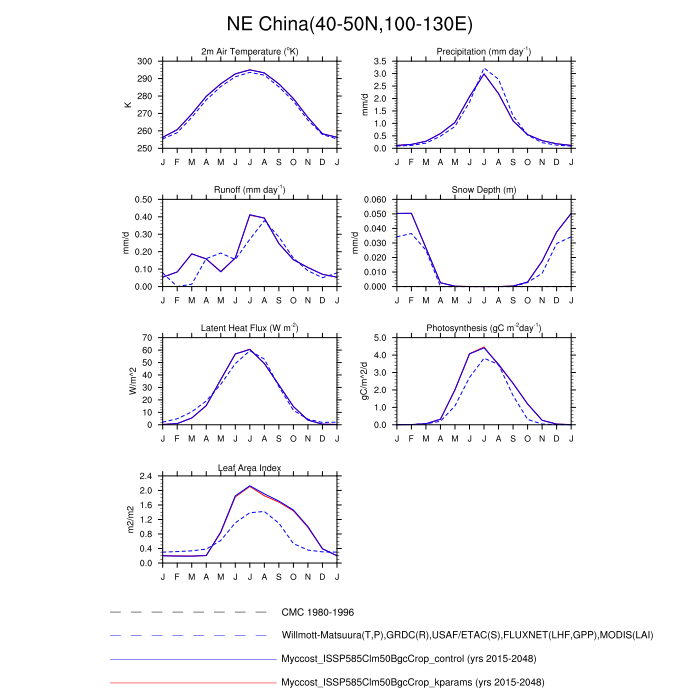 NE China(40-50N,100-130E)
2m Air Temperature (°K)
300
290
280
270
260
250
K
J F M A M J J A S O N D J
Precipitation (mm day-1)
3.5
3.0
2.5
2.0
1.5
1.0
0.5
0.0
mm/d
J F M A M J J A S O N D J
Runoff (mm day-1)
0.50
0.40
0.30
0.20
0.10
0.00
mm/d
J F M A M J J A S O N D J
Snow Depth (m)
0.060
0.050
0.040
0.030
0.020
0.010
0.000
mm/d
J F M A M J J A S O N D J
Latent Heat Flux (W m-2)
70
60
50
40
30
20
10
0
W/m^2
J F M A M J J A S O N D J
Photosynthesis (gC m-2day-1)
5.0
4.0
3.0
2.0
1.0
0.0
gC/m^2/d
J F M A M J J A S O N D J
Leaf Area Index
2.4
2.0
1.6
1.2
0.8
0.4
0.0
m2/m2
J F M A M J J A S O N D J
CMC 1980-1996
Willmott-Matsuura(T,P),GRDC(R),USAF/ETAC(S),FLUXNET(LHF,GPP),MODIS(LAI)
Myccost_ISSP585Clm50BgcCrop_control (yrs 2015-2048)
Myccost_ISSP585Clm50BgcCrop_kparams (yrs 2015-2048)